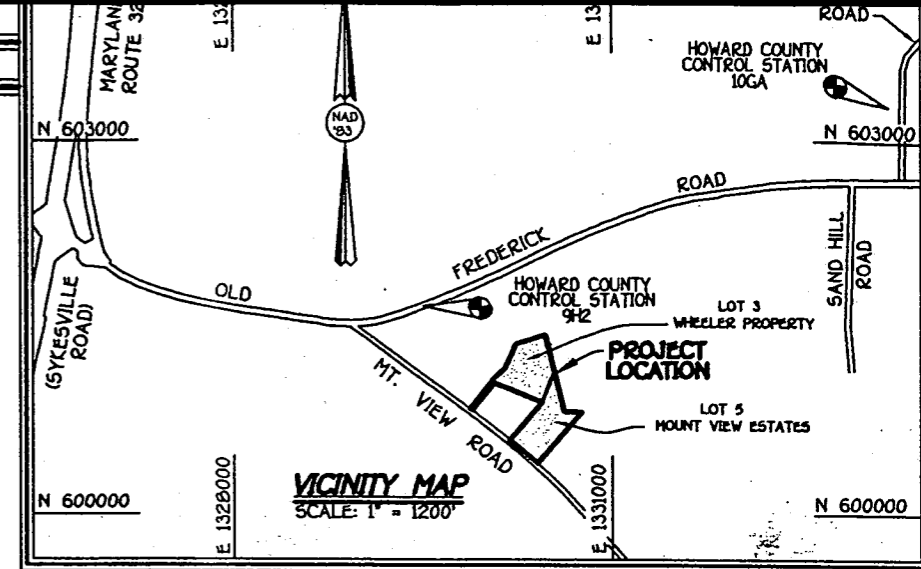 MARYLAN
ROUTE 32
E 132
E 13
ROAD
HOWARD COUNTY
CONTROL STATION
10GA
NAD
'83
N 603000
N 603000
ROAD
FREDERICK
OLD
SAND HILL
ROAD
(SYKESVILLE
ROAD)
HOWARD COUNTY
CONTROL STATION
9H2
LOT 3
WHEELER PROPERTY
PROJECT
LOCATION
MT. VIEW ROAD
LOT 5
MOUNT VIEW ESTATES
VICINITY MAP
SCALE: 1" = 1200'
N 600000
E 1328000
E 1331000
N 600000